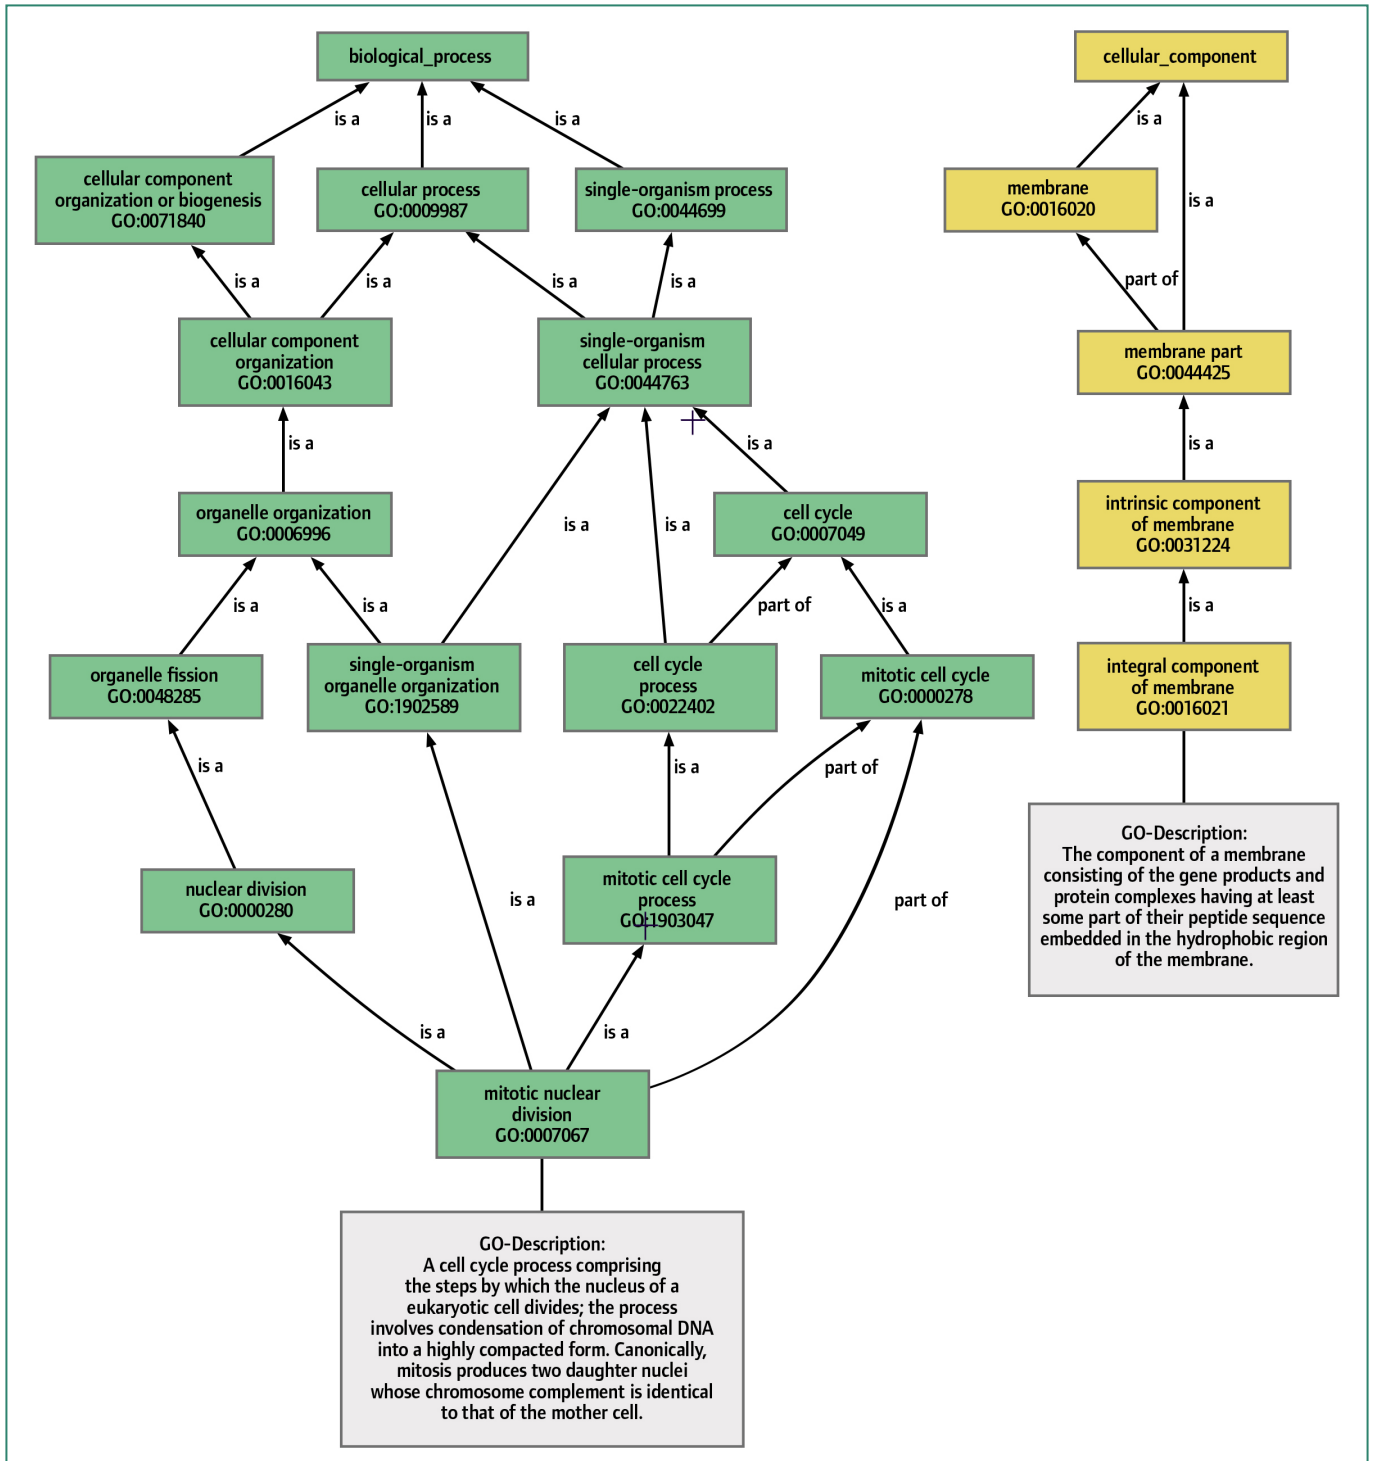 biological_process
cellular_component
is a
is a
is a
is a
cellular component
organization or biogenesis
GO:0071840
cellular process
GO:0009987
single-organism process
GO:0044699
membrane
GO:0016020
is a
is a
is a
is a
is a
part of
cellular component
organization
GO:0016043
single-organism
cellular process
GO:0044763
membrane part
GO:0044425
is a
is a
is a
organelle organization
GO:0006996
is a
is a
cell cycle
GO:0007049
intrinsic component
of membrane
GO:0031224
is a
is a
part of
is a
is a
organelle fission
GO:0048285
single-organism
organelle organization
GO:1902589
cell cycle
process
GO:0022402
mitotic cell cycle
GO:0000278
integral component
of membrane
GO:0016021
is a
is a
part of
nuclear division
GO:0000280
is a
mitotic cell cycle
process
GO:1903047
part of
GO-Description:
The component of a membrane
consisting of the gene products and
protein complexes having at least
some part of their peptide sequence
embedded in the hydrophobic region
of the membrane.
is a
is a
mitotic nuclear
division
GO:0007067
GO-Description:
A cell cycle process comprising
the steps by which the nucleus of a
eukaryotic cell divides; the process
involves condensation of chromosomal DNA
into a highly compacted form. Canonically,
mitosis produces two daughter nuclei
whose chromosome complement is identical
to that of the mother cell.